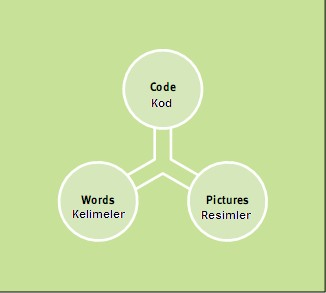 Code
Kod
Words
Kelimeler
Pictures
Resimler